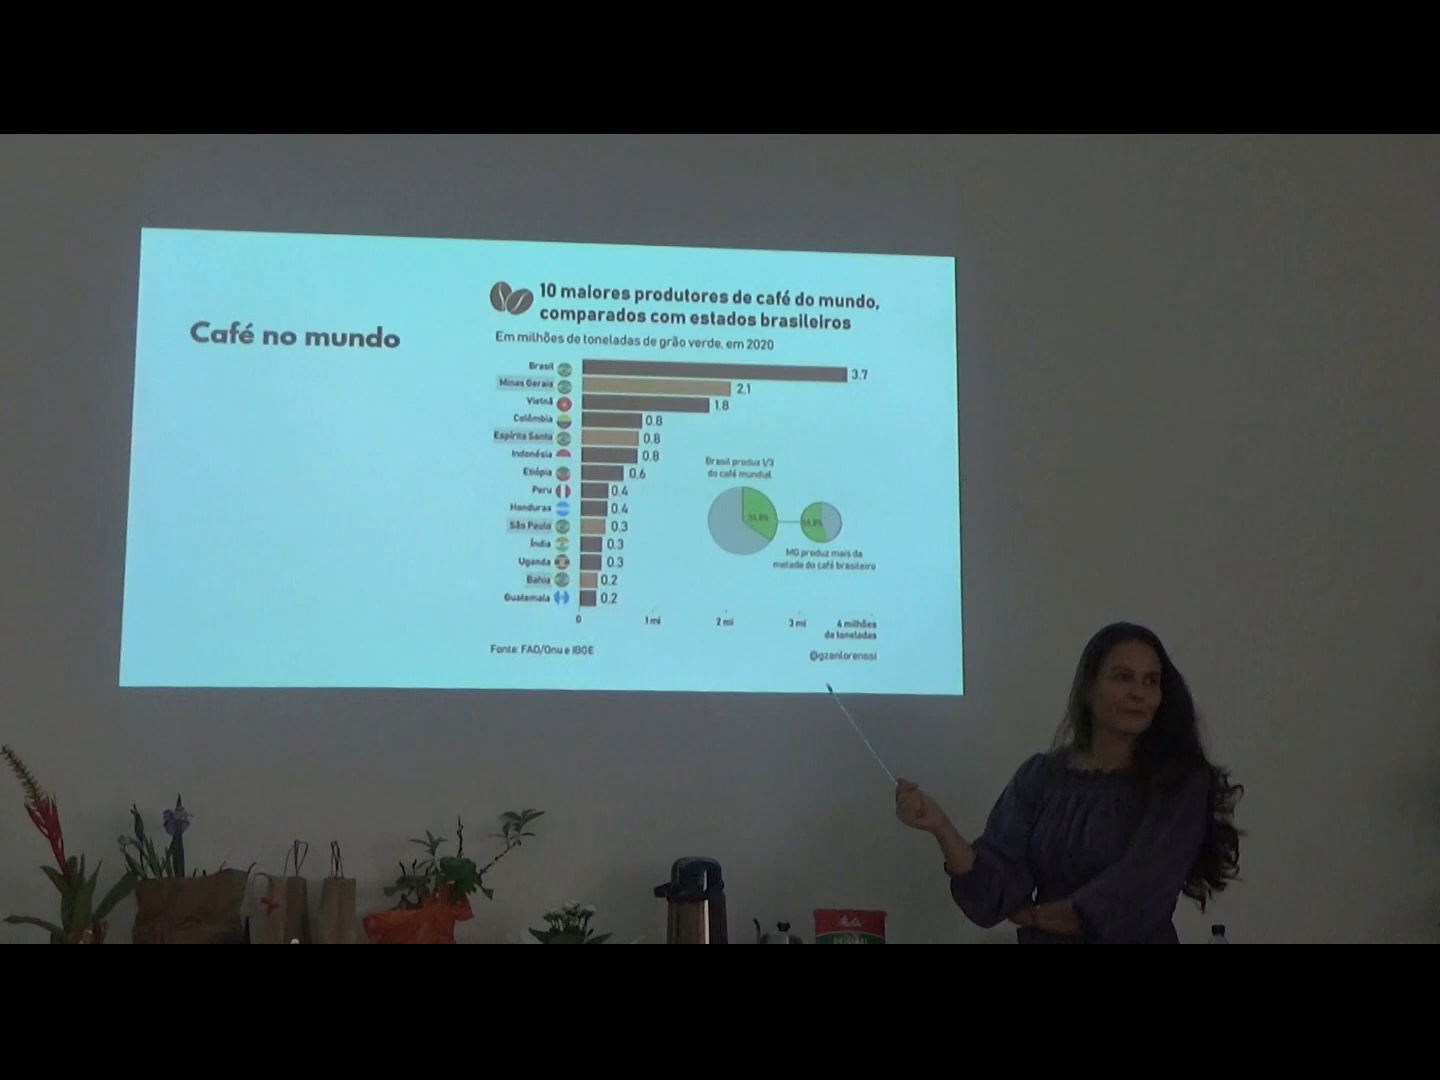 Café no mundo
10 maiores produtores de café do mundo,
comparados com estados brasileiros
Em milhões de toneladas de grão verde, em 2020
Brasil 3.7
Minas Gerais 2.1
Vietnã 1.8
Colômbia 0.8
Espírito Santo 0.8
Indonésia 0.8
Etiópia 0.6
Peru 0.4
Honduras 0.4
São Paulo 0.3
Índia 0.3
Uganda 0.3
Bahia 0.2
Guatemala 0.2
Brasil produz 1/3
do café mundial
MG produz mais da
metade do café brasileiro
0 1 mi 2 mi 3 mi 4 milhões
de toneladas
Fonte: FAO/Onu e IBGE